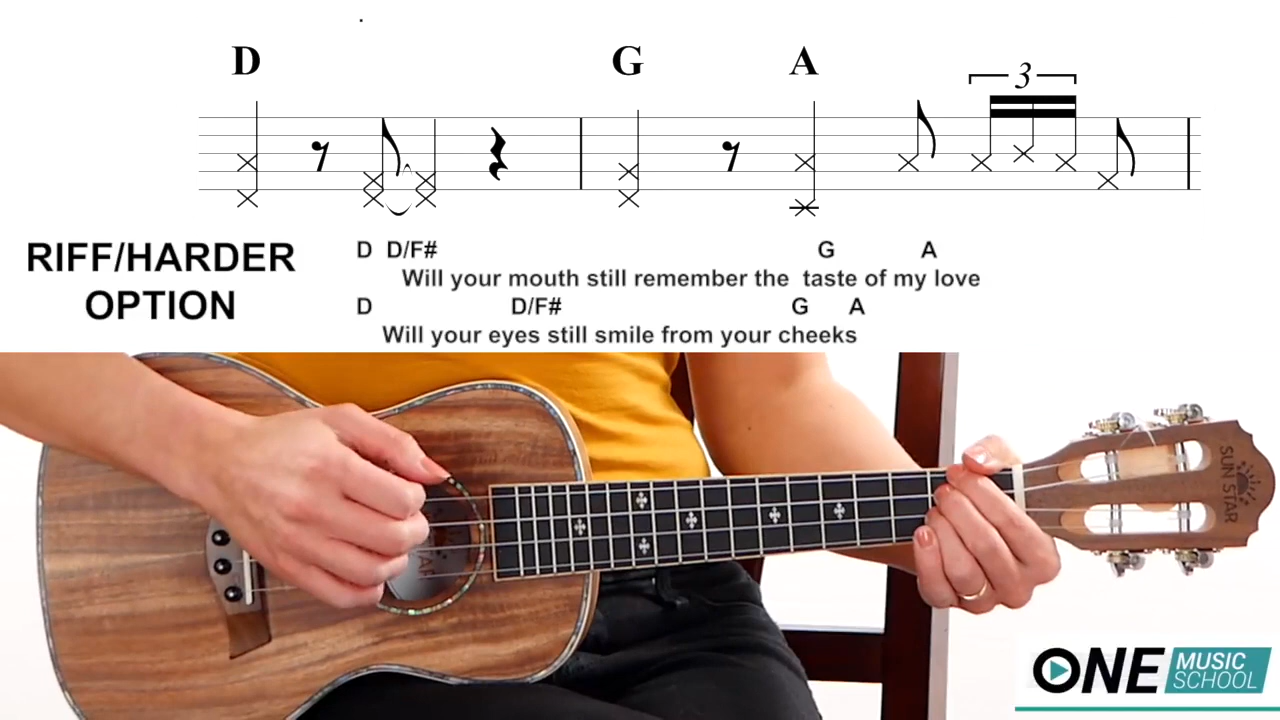 D G A
3
RIFF/HARDER
OPTION
D D/F# G A
Will your mouth still remember the taste of my love
D D/F# G A
Will your eyes still smile from your cheeks
SUN STAR
ONE MUSIC
SCHOOL